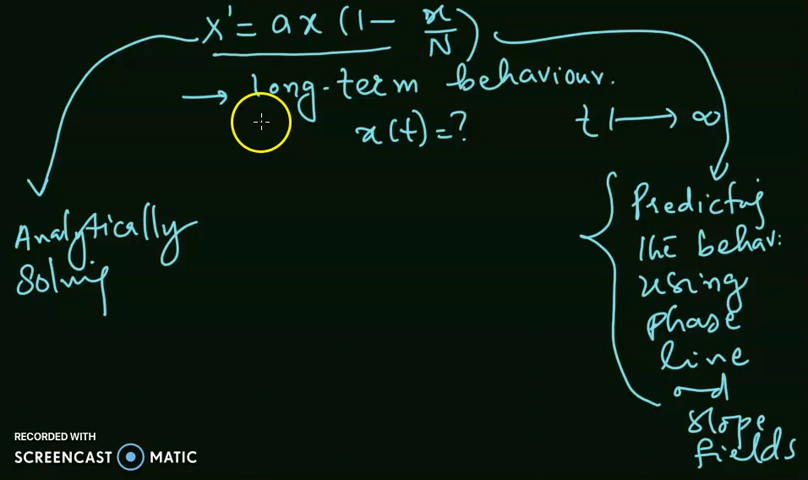 x' = ax (1 - x/N)
→ Long-term behaviour.
x(t) = ?
t ⟼ ∞
Analytically
Solving
Predicting
the behav:
using
phase
line
and
slope
fields
RECORDED WITH
SCREENCAST MATIC